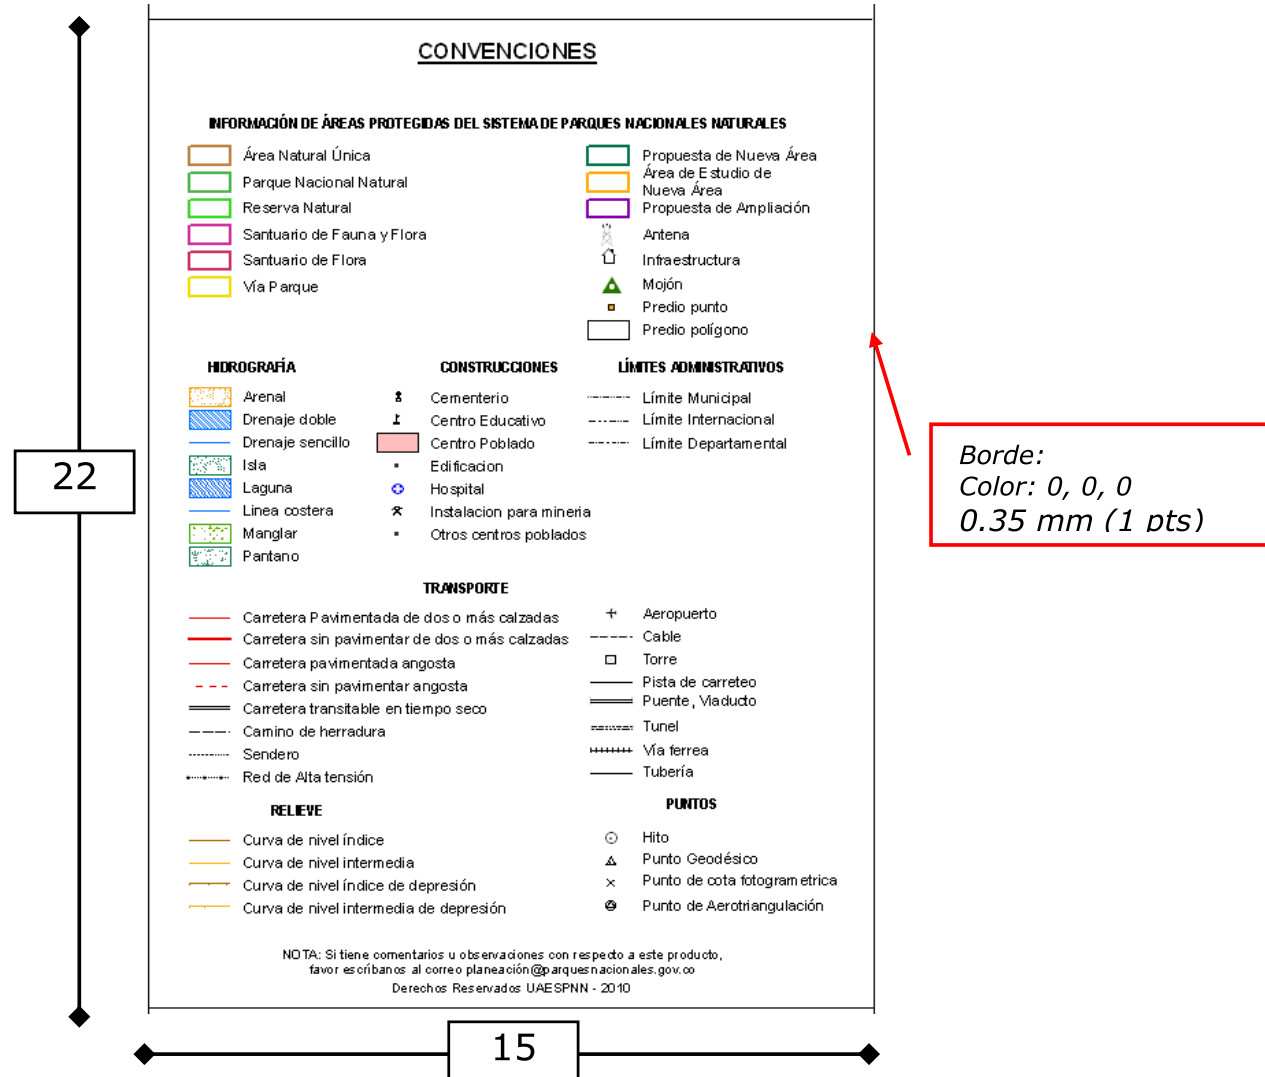 CONVENCIONES
INFORMACIÓN DE ÁREAS PROTEGIDAS DEL SISTEMA DE PARQUES NACIONALES NATURALES
Área Natural Única
Parque Nacional Natural
Reserva Natural
Santuario de Fauna y Flora
Santuario de Flora
Vía Parque
Propuesta de Nueva Área
Área de Estudio de
Nueva Área
Propuesta de Ampliación
Antena
Infraestructura
Mojón
Predio punto
Predio polígono
HIDROGRAFÍA
Arenal
Drenaje doble
Drenaje sencillo
Isla
Laguna
Linea costera
Manglar
Pantano
CONSTRUCCIONES
Cementerio
Centro Educativo
Centro Poblado
Edificacion
Hospital
Instalacion para mineria
Otros centros poblados
LÍMITES ADMINISTRATIVOS
Límite Municipal
Límite Internacional
Límite Departamental
TRANSPORTE
Carretera Pavimentada de dos o más calzadas
Carretera sin pavimentar de dos o más calzadas
Carretera pavimentada angosta
Carretera sin pavimentar angosta
Carretera transitable en tiempo seco
Camino de herradura
Sendero
Red de Alta tensión
Aeropuerto
Cable
Torre
Pista de carreteo
Puente, Viaducto
Tunel
Vía ferrea
Tubería
RELIEVE
Curva de nivel índice
Curva de nivel intermedia
Curva de nivel índice de depresión
Curva de nivel intermedia de depresión
PUNTOS
Hito
Punto Geodésico
Punto de cota fotogrametrica
Punto de Aerotriangulación
NOTA: Si tiene comentarios u observaciones con respecto a este producto,
favor escríbanos al correo planeación@parquesnacionales.gov.co
Derechos Reservados UAESPNN - 2010
22
15
Borde:
Color: 0, 0, 0
0.35 mm (1 pts)